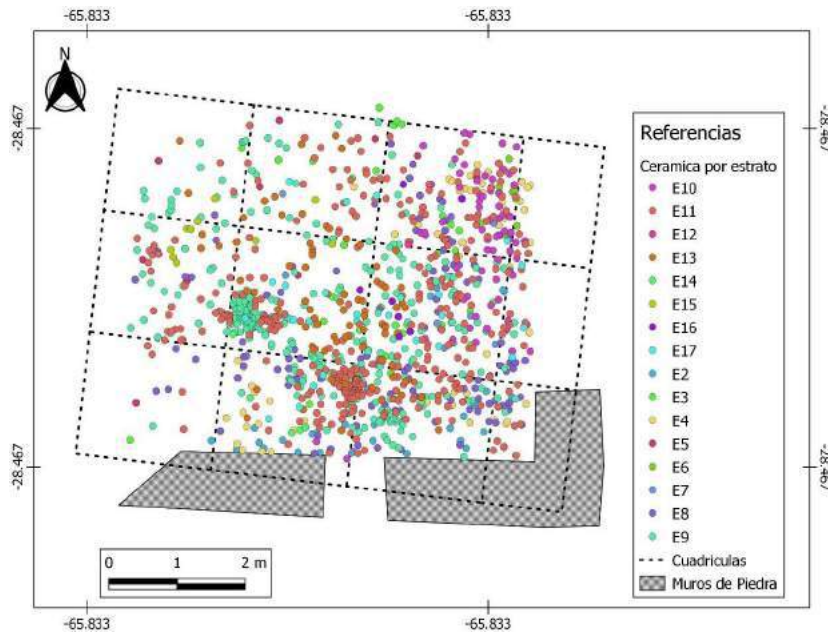 -65.833
-65.833
N
-28.467
-28.467
Referencias
Ceramica por estrato
E10
E11
E12
E13
E14
E15
E16
E17
E2
E3
E4
E5
E6
E7
E8
E9
Cuadriculas
Muros de Piedra
-28.467
-28.467
0 1 2 m
-65.833
-65.833